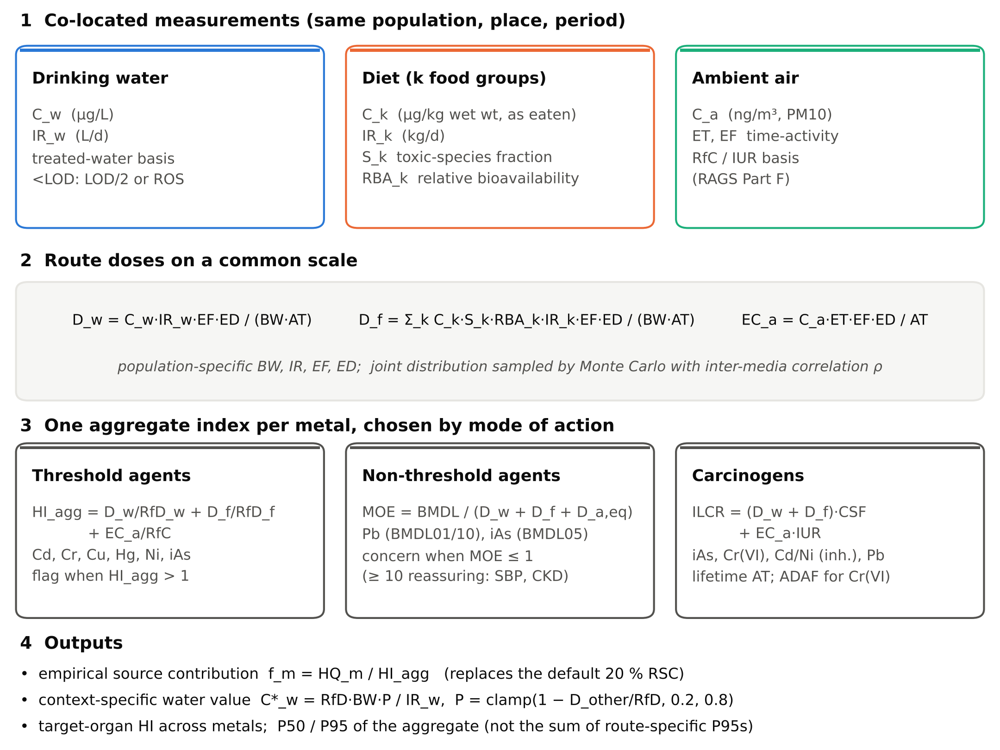 1 Co-located measurements (same population, place, period)
Drinking water
C_w (µg/L)
IR_w (L/d)
treated-water basis
<LOD: LOD/2 or ROS
Diet (k food groups)
C_k (µg/kg wet wt, as eaten)
IR_k (kg/d)
S_k toxic-species fraction
RBA_k relative bioavailability
Ambient air
C_a (ng/m³, PM10)
ET, EF time-activity
RfC / IUR basis
(RAGS Part F)
2 Route doses on a common scale
D_w = C_w·IR_w·EF·ED / (BW·AT)
D_f = Σ_k C_k·S_k·RBA_k·IR_k·EF·ED / (BW·AT)
EC_a = C_a·ET·EF·ED / AT
population-specific BW, IR, EF, ED; joint distribution sampled by Monte Carlo with inter-media correlation ρ
3 One aggregate index per metal, chosen by mode of action
Threshold agents
HI_agg = D_w/RfD_w + D_f/RfD_f
+ EC_a/RfC
Cd, Cr, Cu, Hg, Ni, iAs
flag when HI_agg > 1
Non-threshold agents
MOE = BMDL / (D_w + D_f + D_a,eq)
Pb (BMDL01/10), iAs (BMDL05)
concern when MOE ≤ 1
(≥ 10 reassuring: SBP, CKD)
Carcinogens
ILCR = (D_w + D_f)·CSF
+ EC_a·IUR
iAs, Cr(VI), Cd/Ni (inh.), Pb
lifetime AT; ADAF for Cr(VI)
4 Outputs
• empirical source contribution f_m = HQ_m / HI_agg (replaces the default 20 % RSC)
• context-specific water value C*_w = RfD·BW·P / IR_w, P = clamp(1 − D_other/RfD, 0.2, 0.8)
• target-organ HI across metals; P50 / P95 of the aggregate (not the sum of route-specific P95s)